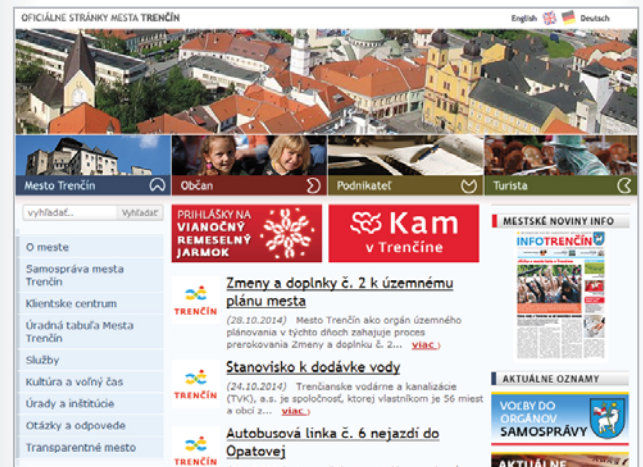 OFICIÁLNE STRÁNKY MESTA TRENČÍN
English
Deutsch
Mesto Trenčín
Občan
Podnikateľ
Turista
vyhľadať..
Vyhľadať
O meste
Samospráva mesta
Trenčín
Klientske centrum
Úradná tabuľa Mesta
Trenčín
Služby
Kultúra a voľný čas
Úrady a inštitúcie
Otázky a odpovede
Transparentné mesto
PRIHLÁŠKY NA
VIANOČNÝ
REMESELNÝ
JARMOK
Kam
v Trenčíne
TRENČÍN
Zmeny a doplnky č. 2 k územnému
plánu mesta
(28.10.2014) Mesto Trenčín ako orgán územného
plánovania v týchto dňoch zahajuje proces
prerokovania Zmeny a doplnku č. 2... viac
TRENČÍN
Stanovisko k dodávke vody
(24.10.2014) Trenčianske vodárne a kanalizácie
(TVK), a.s. je spoločnosť, ktorej vlastníkom je 56 miest
a obcí z... viac
TRENČÍN
Autobusová linka č. 6 nejazdí do
Opatovej
MESTSKÉ NOVINY INFO
INFOTRENČÍN
AKTUÁLNE OZNAMY
VOĽBY DO
ORGÁNOV
SAMOSPRÁVY
AKTUÁLNE